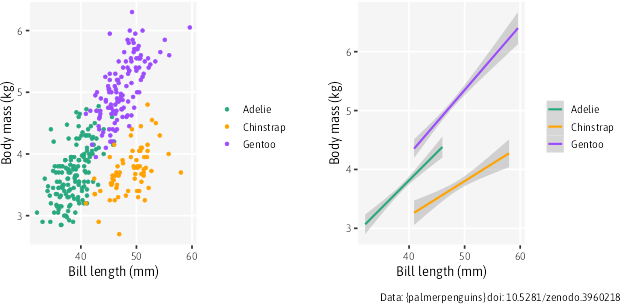 Body mass (kg)
6
5
4
3
40
50
60
Bill length (mm)
Adelie
Chinstrap
Gentoo
Body mass (kg)
6
5
4
3
40
50
60
Bill length (mm)
Adelie
Chinstrap
Gentoo
Data: {palmerpenguins} doi: 10.5281/zenodo.3960218